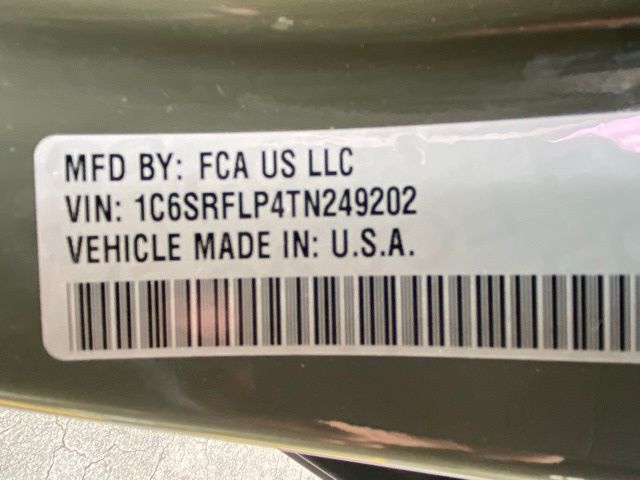 MFD BY: FCA US LLC
VIN: 1C6SRFLP4TN249202
VEHICLE MADE IN: U.S.A.